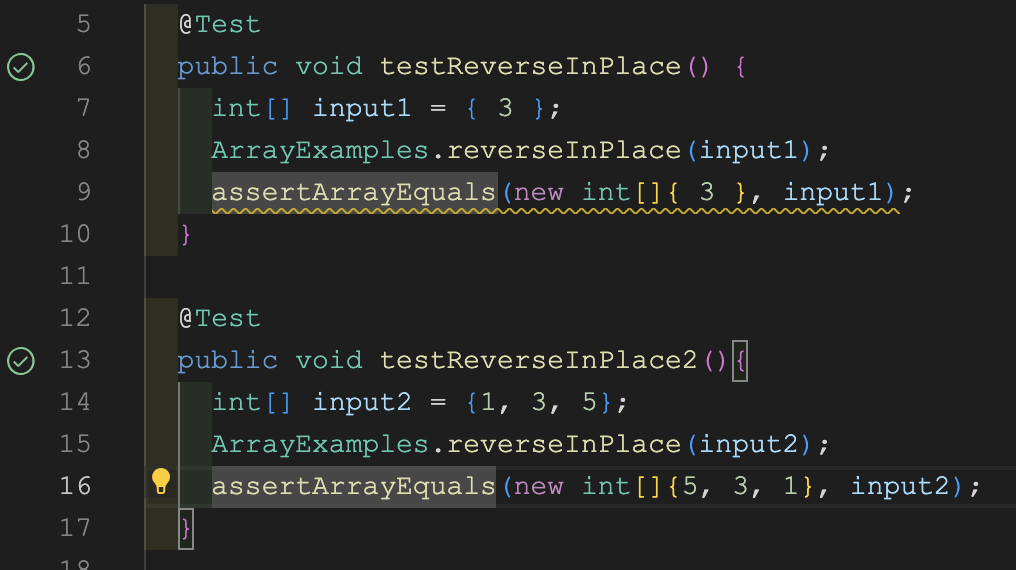 5 @Test
6 public void testReverseInPlace() {
7 int[] input1 = { 3 };
8 ArrayExamples.reverseInPlace(input1);
9 assertArrayEquals(new int[]{ 3 }, input1);
10 }
11
12 @Test
13 public void testReverseInPlace2(){
14 int[] input2 = {1, 3, 5};
15 ArrayExamples.reverseInPlace(input2);
16 assertArrayEquals(new int[]{5, 3, 1}, input2);
17 }
18